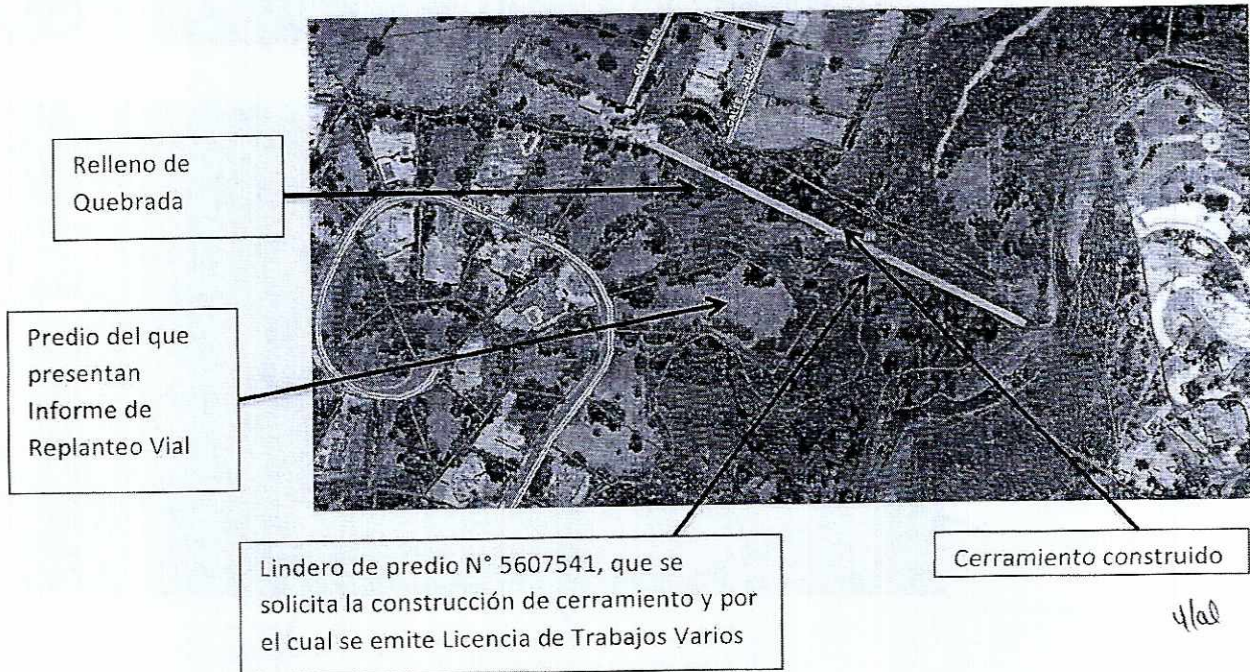 Relleno de
Quebrada
Predio del que
presentan
Informe de
Replanteo Vial
Lindero de predio N° 5607541, que se
solicita la construcción de cerramiento y por
el cual se emite Licencia de Trabajos Varios
Cerramiento construido